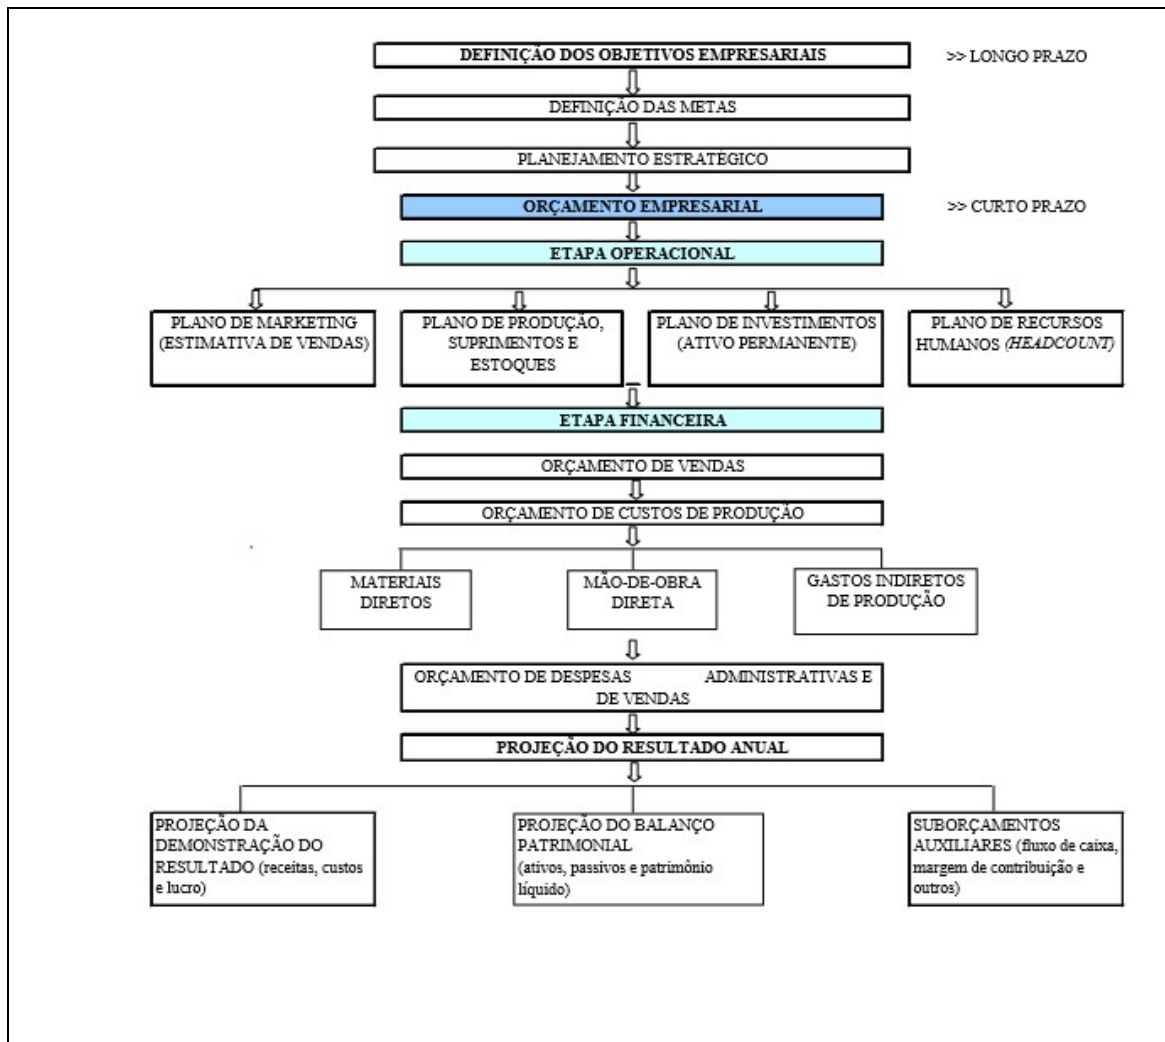 DEFINIÇÃO DOS OBJETIVOS EMPRESARIAIS
>> LONGO PRAZO
DEFINIÇÃO DAS METAS
PLANEJAMENTO ESTRATÉGICO
ORÇAMENTO EMPRESARIAL
>> CURTO PRAZO
ETAPA OPERACIONAL
PLANO DE MARKETING
(ESTIMATIVA DE VENDAS)
PLANO DE PRODUÇÃO,
SUPRIMENTOS E
ESTOQUES
PLANO DE INVESTIMENTOS
(ATIVO PERMANENTE)
PLANO DE RECURSOS
HUMANOS (HEADCOUNT)
ETAPA FINANCEIRA
ORÇAMENTO DE VENDAS
ORÇAMENTO DE CUSTOS DE PRODUÇÃO
MATERIAIS
DIRETOS
MÃO-DE-OBRA
DIRETA
GASTOS INDIRETOS
DE PRODUÇÃO
ORÇAMENTO DE DESPESAS ADMINISTRATIVAS E
DE VENDAS
PROJEÇÃO DO RESULTADO ANUAL
PROJEÇÃO DA
DEMONSTRAÇÃO DO
RESULTADO (receitas, custos
e lucro)
PROJEÇÃO DO BALANÇO
PATRIMONIAL
(ativos, passivos e patrimônio
líquido)
SUBORÇAMENTOS
AUXILIARES (fluxo de caixa,
margem de contribuição e
outros)